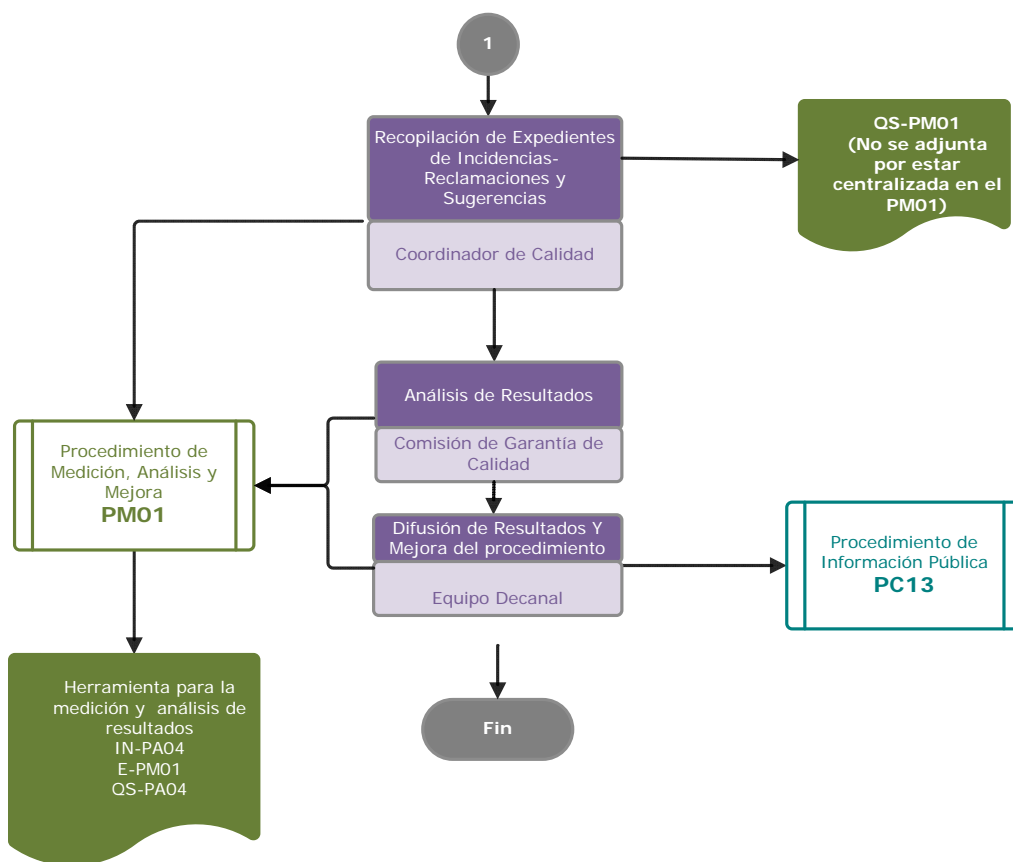 1
Recopilación de Expedientes
de Incidencias-
Reclamaciones y
Sugerencias
Coordinador de Calidad
QS-PM01
(No se adjunta
por estar
centralizada en el
PM01)
Análisis de Resultados
Comisión de Garantía de
Calidad
Procedimiento de
Medición, Análisis y
Mejora
PM01
Difusión de Resultados Y
Mejora del procedimiento
Equipo Decanal
Procedimiento de
Información Pública
PC13
Herramienta para la
medición y análisis de
resultados
IN-PA04
E-PM01
QS-PA04
Fin